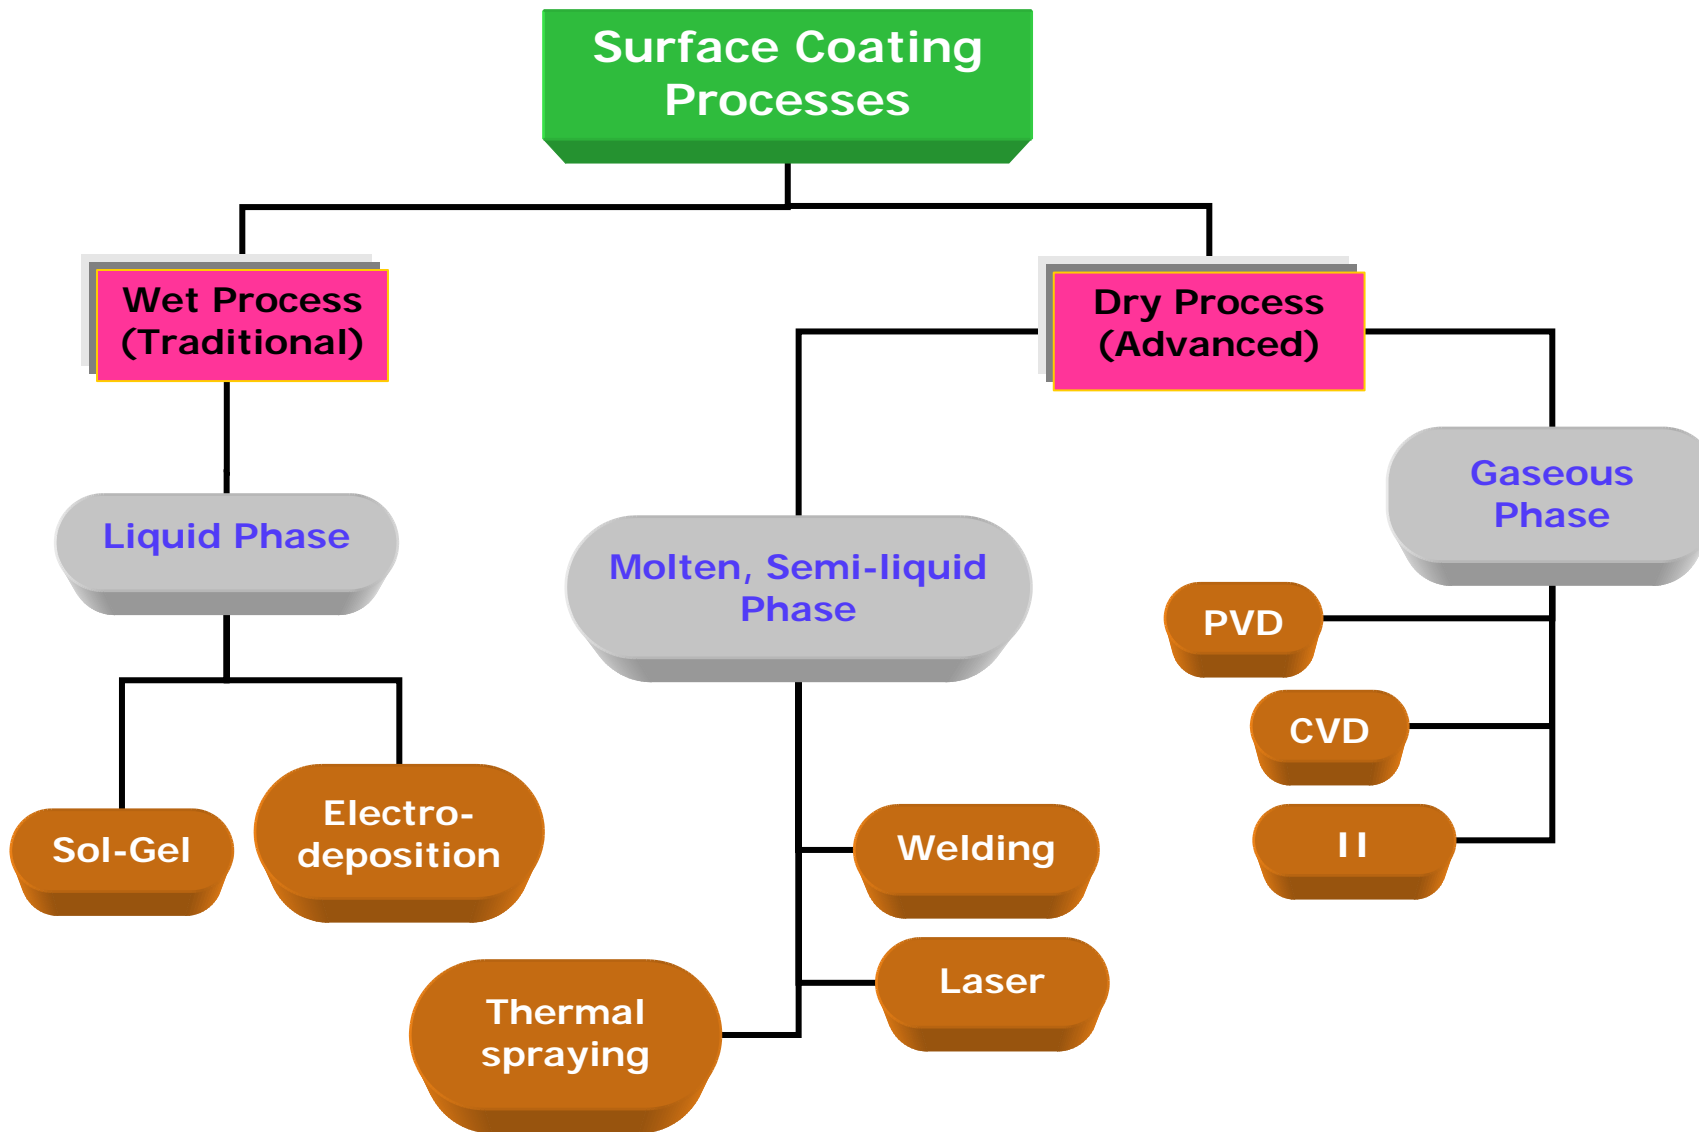 Surface Coating
Processes
Wet Process
(Traditional)
Dry Process
(Advanced)
Liquid Phase
Molten, Semi-liquid
Phase
Gaseous
Phase
Sol-Gel
Electro-
deposition
Thermal
spraying
Welding
Laser
PVD
CVD
II